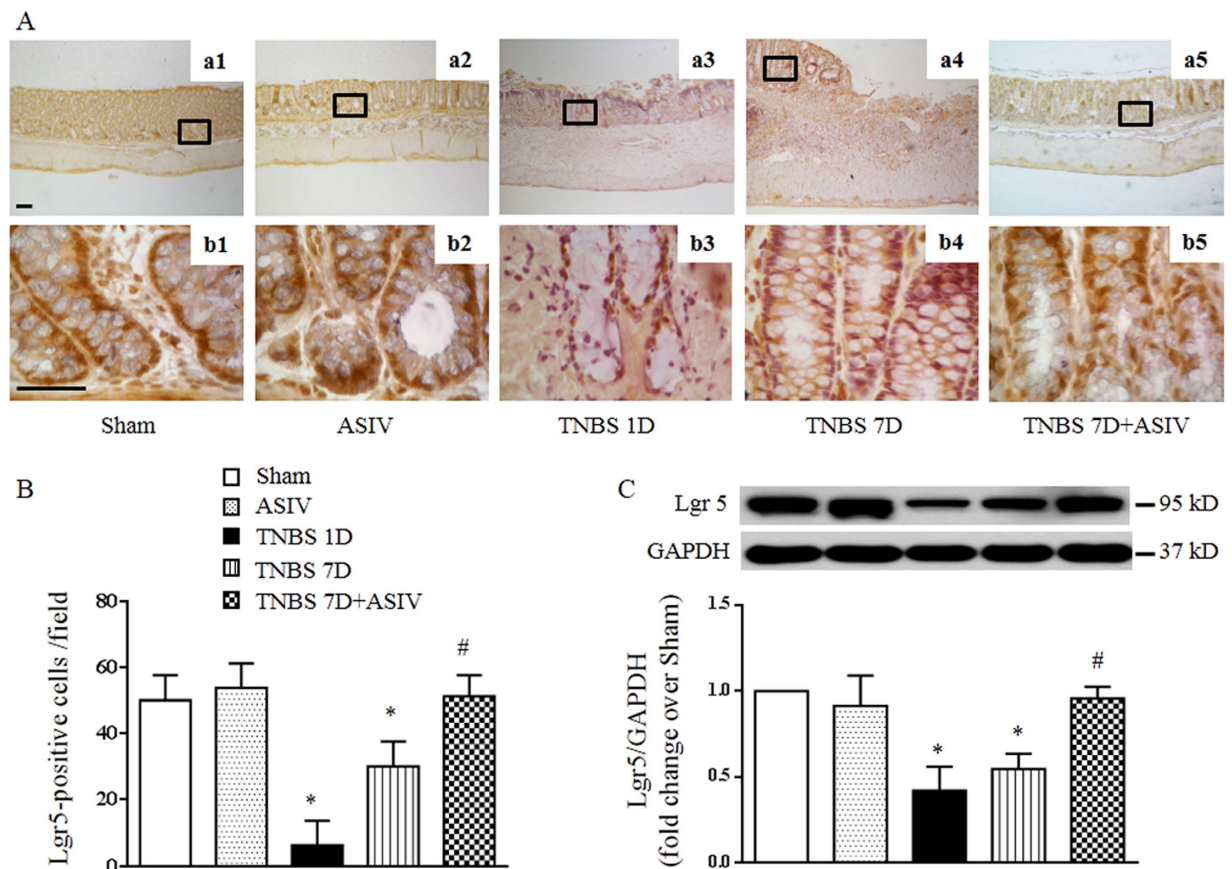 A
a1 a2 a3 a4 a5
b1 b2 b3 b4 b5
Sham ASIV TNBS 1D TNBS 7D TNBS 7D+ASIV
B
Sham
ASIV
TNBS 1D
TNBS 7D
TNBS 7D+ASIV
Lgr5-positive cells /field
80
60
40
20
0
* * #
C
Lgr 5 95 kD
GAPDH 37 kD
Lgr5/GAPDH
(fold change over Sham)
1.5
1.0
0.5
0.0
* * #